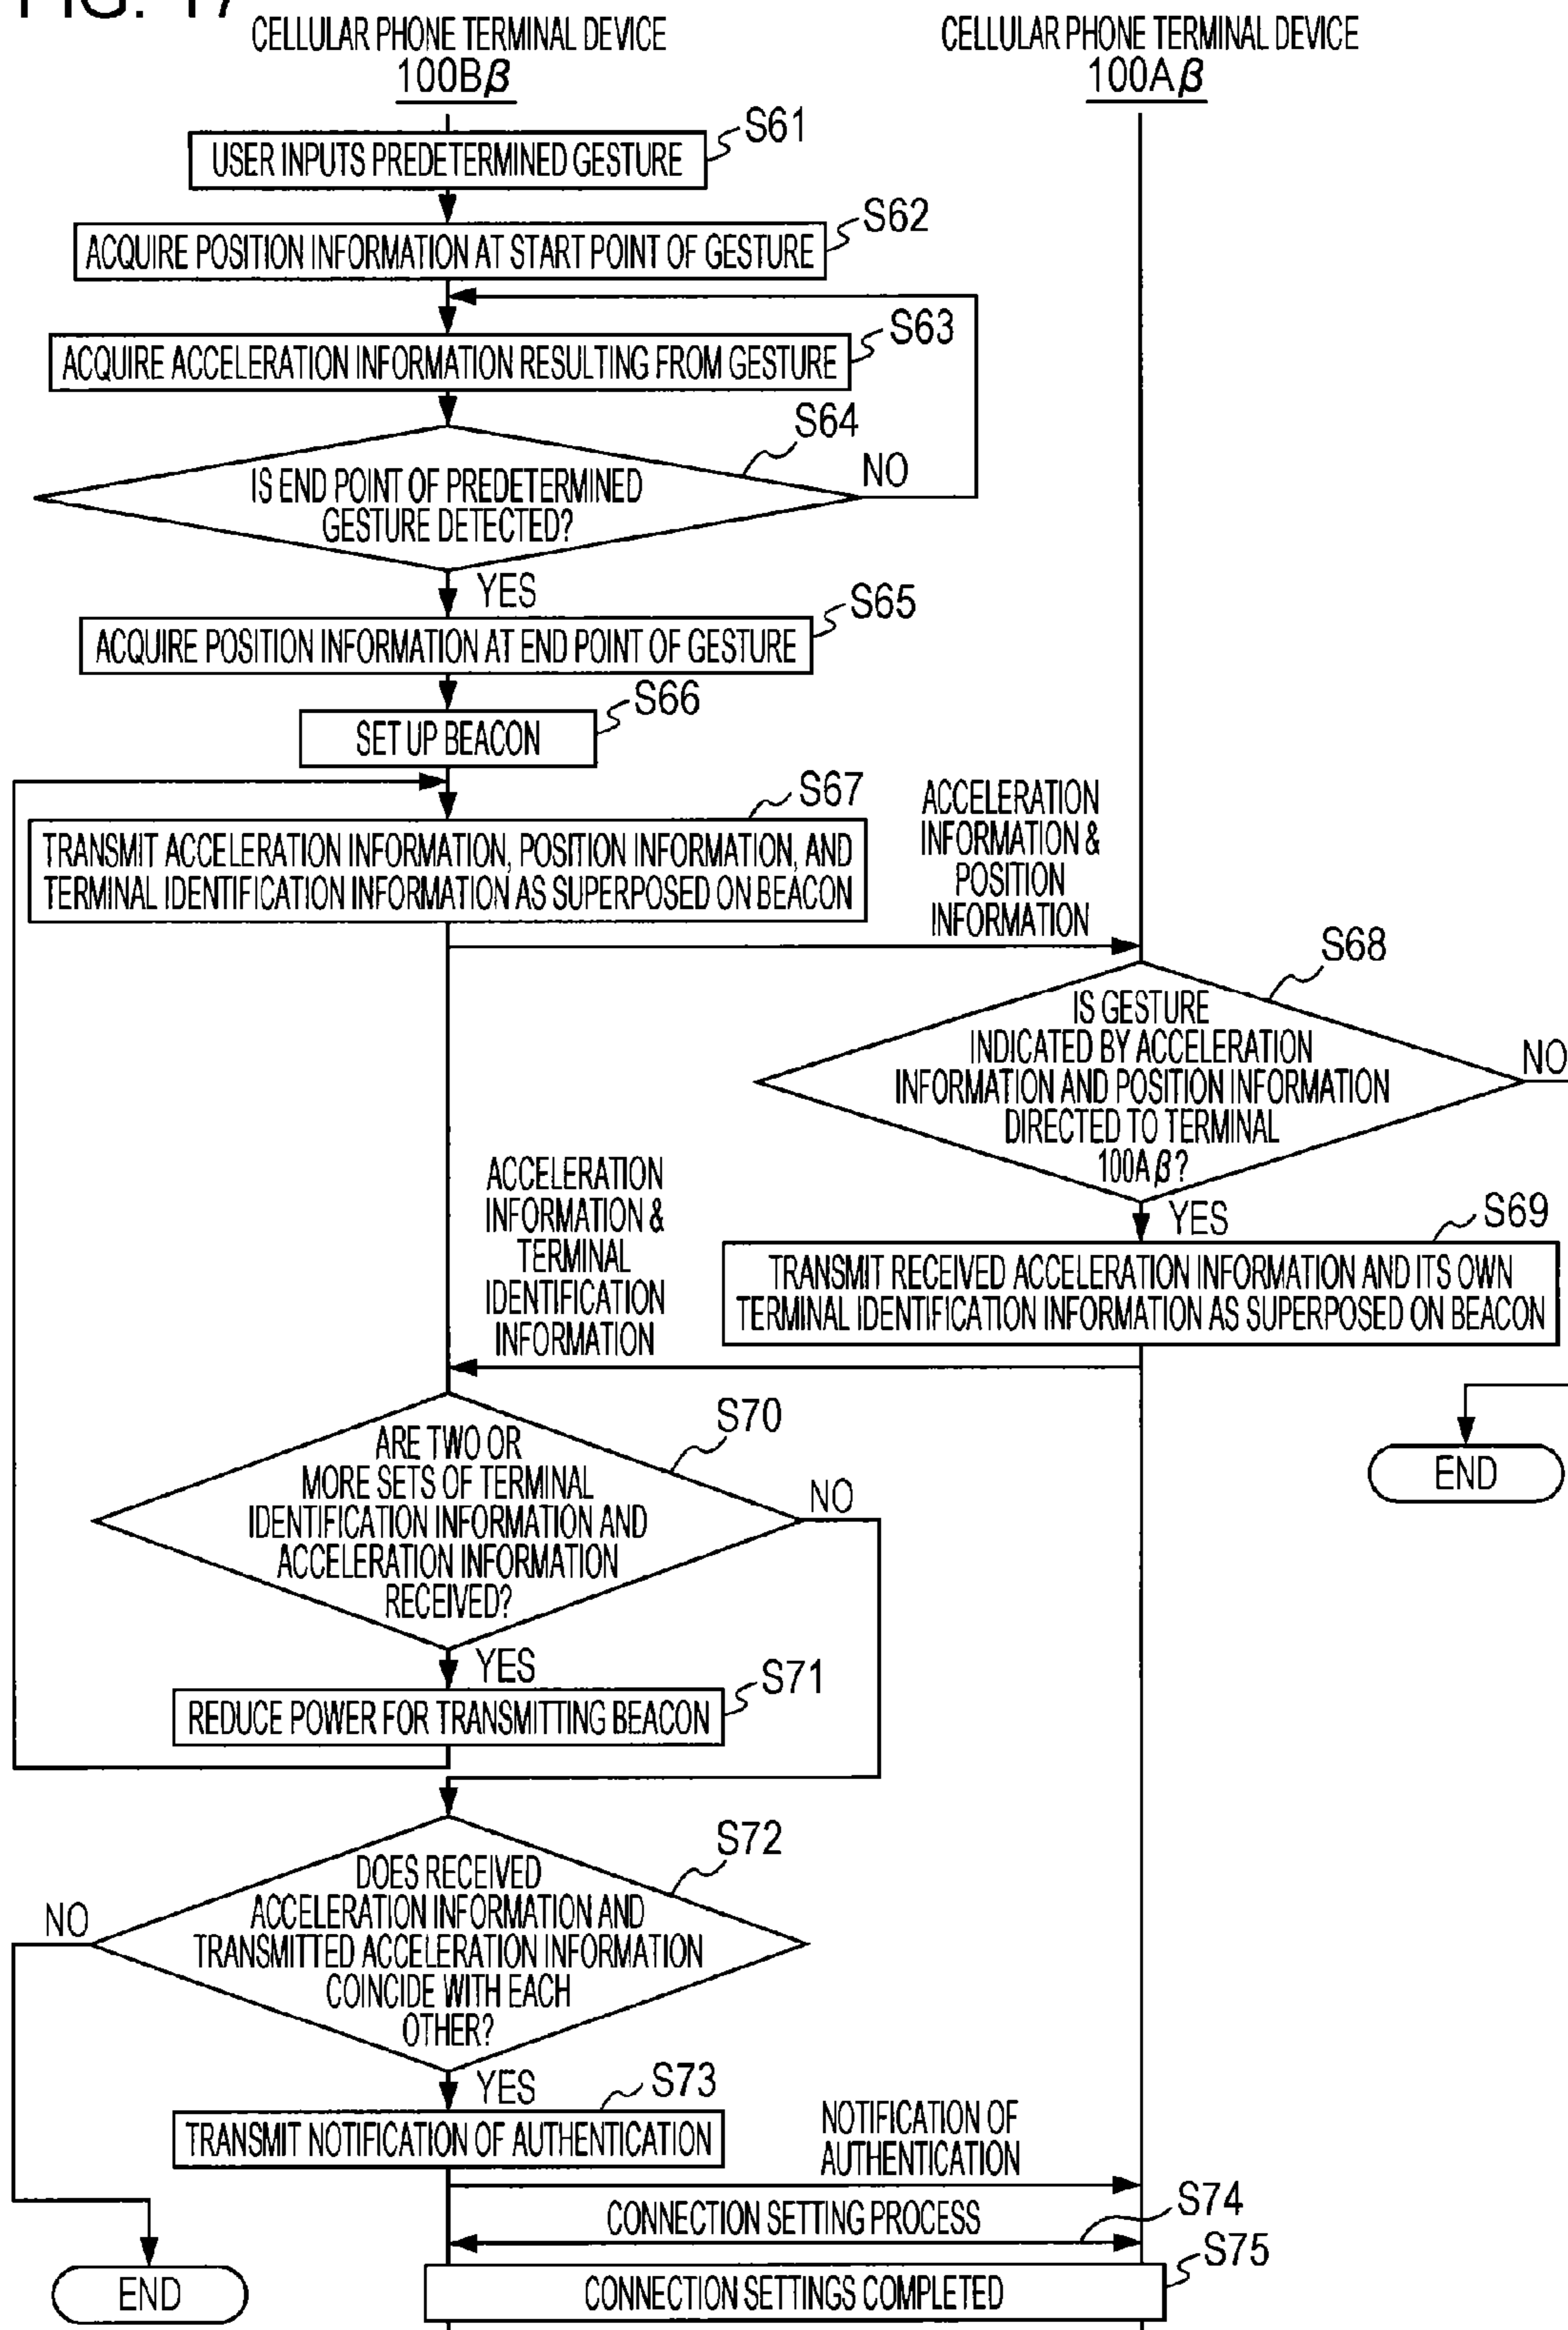 FIG. 17
CELLULAR PHONE TERMINAL DEVICE
100Bβ
CELLULAR PHONE TERMINAL DEVICE
100Aβ
S61
USER INPUTS PREDETERMINED GESTURE
S62
ACQUIRE POSITION INFORMATION AT START POINT OF GESTURE
S63
ACQUIRE ACCELERATION INFORMATION RESULTING FROM GESTURE
S64
IS END POINT OF PREDETERMINED
GESTURE DETECTED?
NO
YES
S65
ACQUIRE POSITION INFORMATION AT END POINT OF GESTURE
S66
SET UP BEACON
S67
TRANSMIT ACCELERATION INFORMATION, POSITION INFORMATION, AND
TERMINAL IDENTIFICATION INFORMATION AS SUPERPOSED ON BEACON
ACCELERATION
INFORMATION &
POSITION
INFORMATION
S68
IS GESTURE
INDICATED BY ACCELERATION
INFORMATION AND POSITION INFORMATION
DIRECTED TO TERMINAL
100Aβ?
NO
YES
S69
TRANSMIT RECEIVED ACCELERATION INFORMATION AND ITS OWN
TERMINAL IDENTIFICATION INFORMATION AS SUPERPOSED ON BEACON
ACCELERATION
INFORMATION &
TERMINAL
IDENTIFICATION
INFORMATION
END
S70
ARE TWO OR
MORE SETS OF TERMINAL
IDENTIFICATION INFORMATION AND
ACCELERATION INFORMATION
RECEIVED?
NO
YES
S71
REDUCE POWER FOR TRANSMITTING BEACON
S72
DOES RECEIVED
ACCELERATION INFORMATION AND
TRANSMITTED ACCELERATION INFORMATION
COINCIDE WITH EACH
OTHER?
NO
YES
S73
TRANSMIT NOTIFICATION OF AUTHENTICATION
NOTIFICATION OF
AUTHENTICATION
CONNECTION SETTING PROCESS
S74
S75
CONNECTION SETTINGS COMPLETED
END